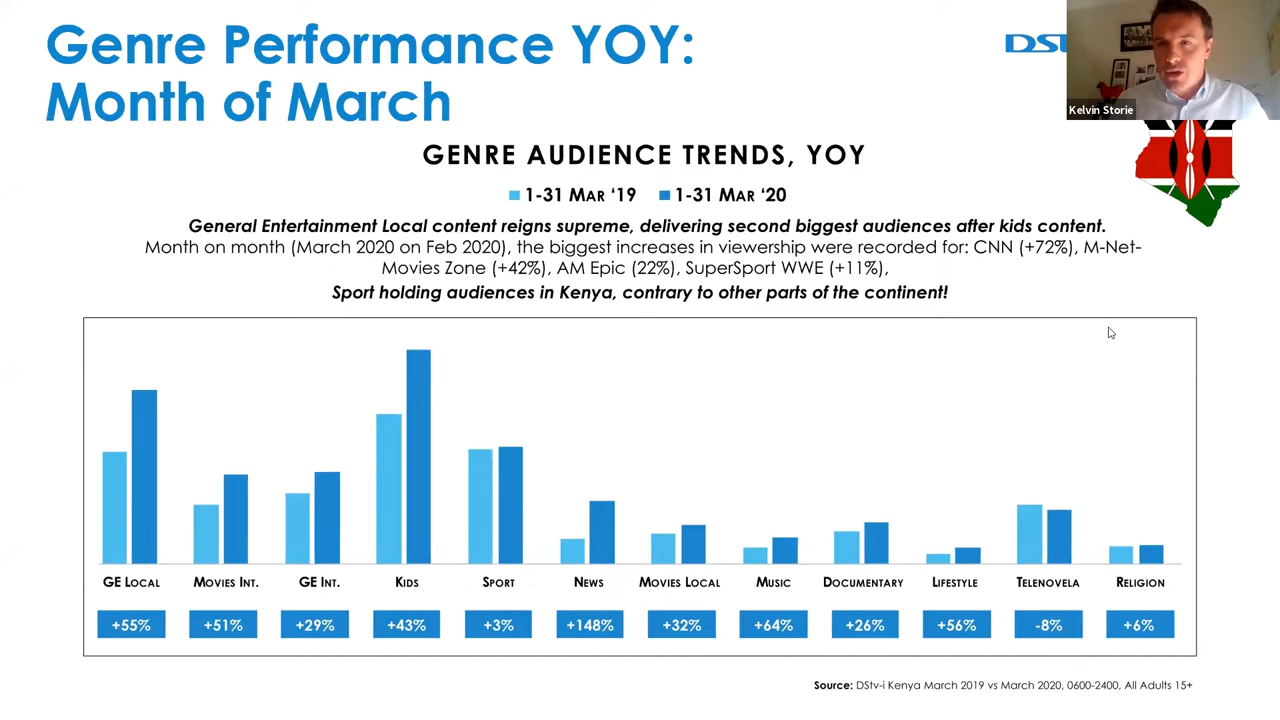 Genre Performance YOY:
Month of March
Kelvin Storie
GENRE AUDIENCE TRENDS, YOY
1-31 MAR ‘19 1-31 MAR ‘20
General Entertainment Local content reigns supreme, delivering second biggest audiences after kids content.
Month on month (March 2020 on Feb 2020), the biggest increases in viewership were recorded for: CNN (+72%), M-Net-
Movies Zone (+42%), AM Epic (22%), SuperSport WWE (+11%),
Sport holding audiences in Kenya, contrary to other parts of the continent!
GE LOCAL MOVIES INT. GE INT. KIDS SPORT NEWS MOVIES LOCAL MUSIC DOCUMENTARY LIFESTYLE TELENOVELA RELIGION
+55% +51% +29% +43% +3% +148% +32% +64% +26% +56% -8% +6%
Source: DStv-i Kenya March 2019 vs March 2020, 0600-2400, All Adults 15+